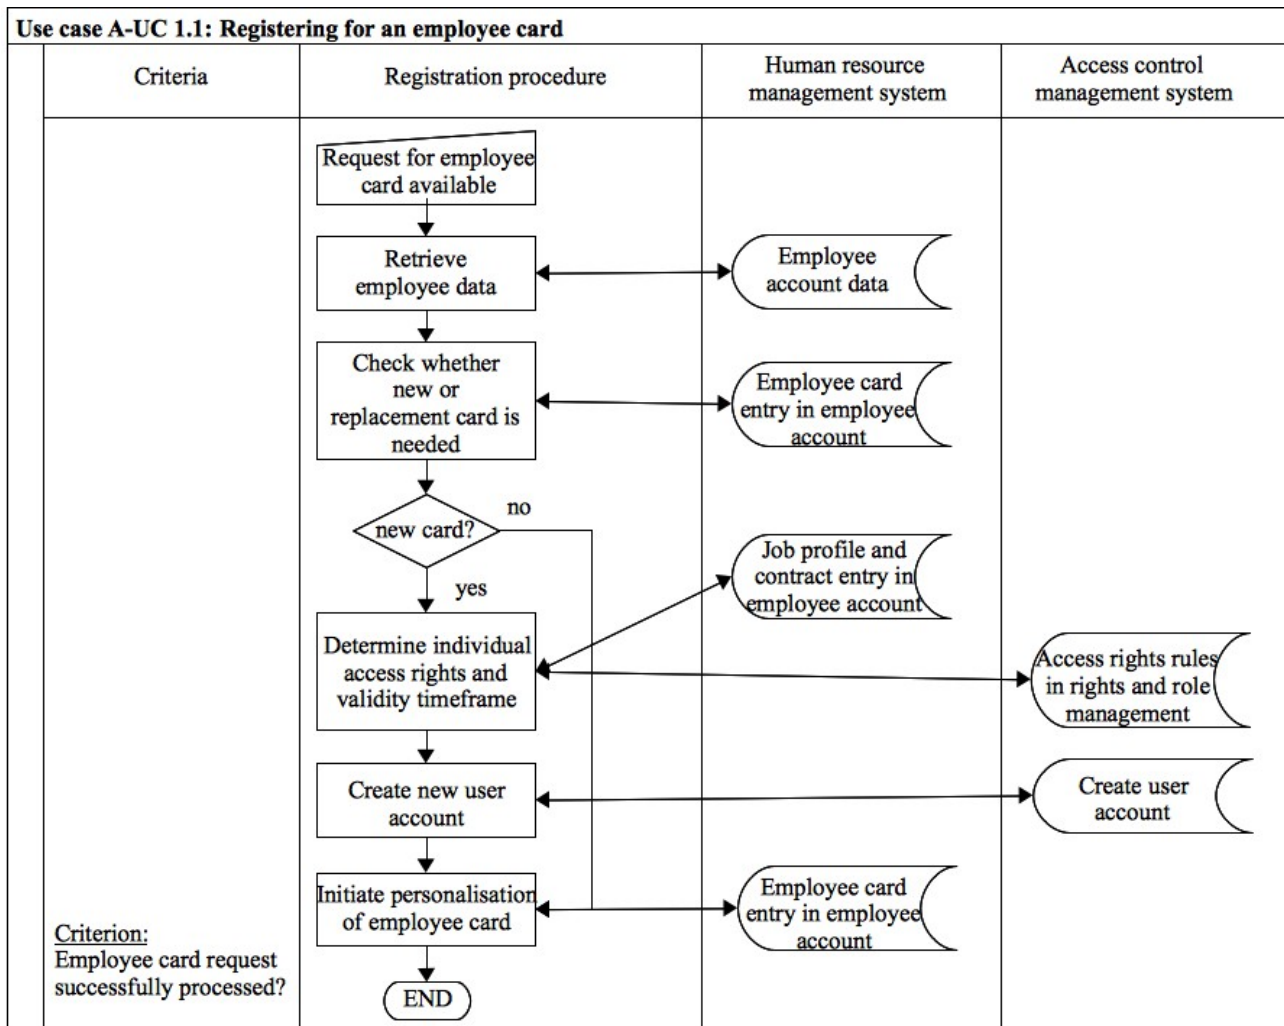 Use case A-UC 1.1: Registering for an employee card
Criteria
Registration procedure
Human resource
management system
Access control
management system
Request for employee
card available
Retrieve
employee data
Employee
account data
Check whether
new or
replacement card is
needed
Employee card
entry in employee
account
new card?
no
yes
Job profile and
contract entry in
employee account
Determine individual
access rights and
validity timeframe
Access rights rules
in rights and role
management
Create new user
account
Create user
account
Initiate personalisation
of employee card
Employee card
entry in employee
account
Criterion:
Employee card request
successfully processed?
END